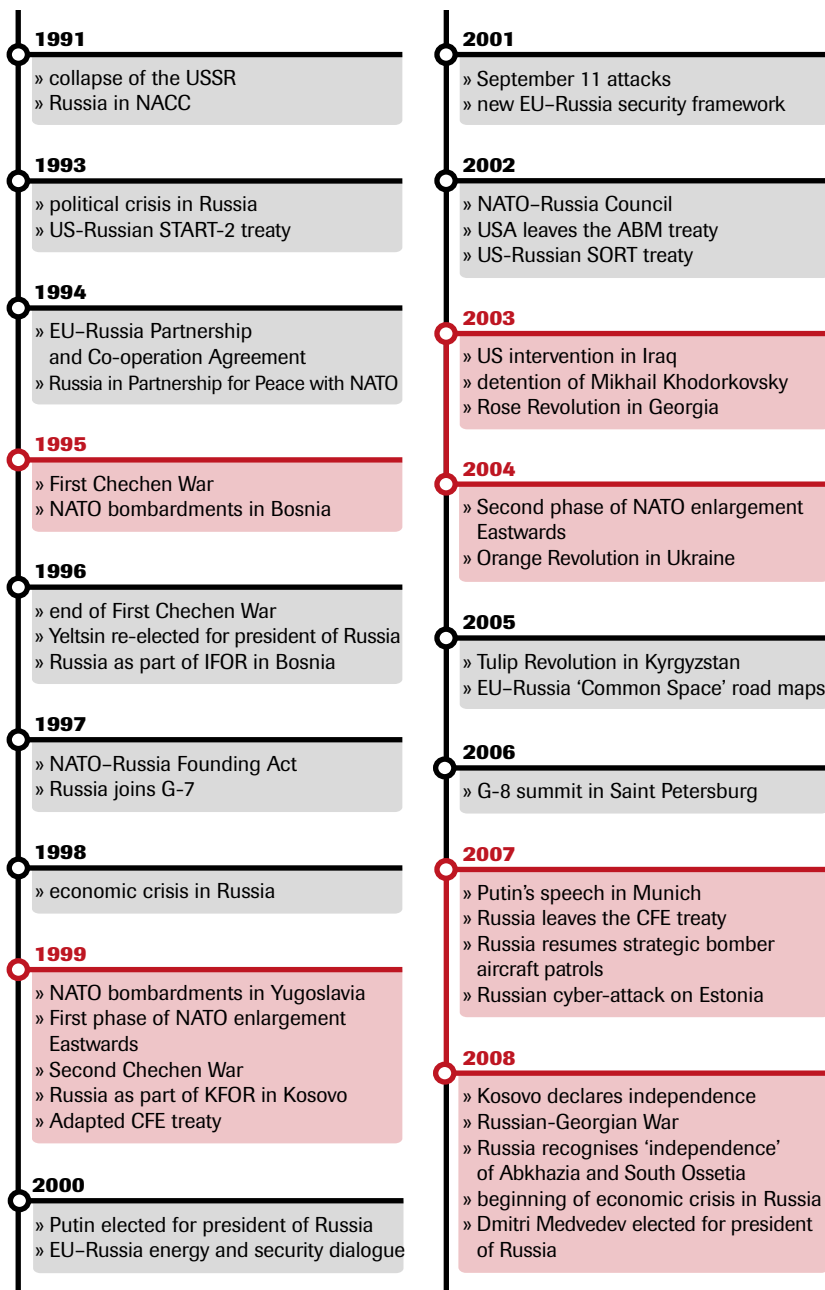 1991
» collapse of the USSR
» Russia in NACC
1993
» political crisis in Russia
» US-Russian START-2 treaty
1994
» EU–Russia Partnership
and Co-operation Agreement
» Russia in Partnership for Peace with NATO
1995
» First Chechen War
» NATO bombardments in Bosnia
1996
» end of First Chechen War
» Yeltsin re-elected for president of Russia
» Russia as part of IFOR in Bosnia
1997
» NATO–Russia Founding Act
» Russia joins G-7
1998
» economic crisis in Russia
1999
» NATO bombardments in Yugoslavia
» First phase of NATO enlargement
Eastwards
» Second Chechen War
» Russia as part of KFOR in Kosovo
» Adapted CFE treaty
2000
» Putin elected for president of Russia
» EU–Russia energy and security dialogue
2001
» September 11 attacks
» new EU–Russia security framework
2002
» NATO–Russia Council
» USA leaves the ABM treaty
» US-Russian SORT treaty
2003
» US intervention in Iraq
» detention of Mikhail Khodorkovsky
» Rose Revolution in Georgia
2004
» Second phase of NATO enlargement
Eastwards
» Orange Revolution in Ukraine
2005
» Tulip Revolution in Kyrgyzstan
» EU–Russia ‘Common Space’ road maps
2006
» G-8 summit in Saint Petersburg
2007
» Putin’s speech in Munich
» Russia leaves the CFE treaty
» Russia resumes strategic bomber
aircraft patrols
» Russian cyber-attack on Estonia
2008
» Kosovo declares independence
» Russian-Georgian War
» Russia recognises ‘independence’
of Abkhazia and South Ossetia
» beginning of economic crisis in Russia
» Dmitri Medvedev elected for president
of Russia